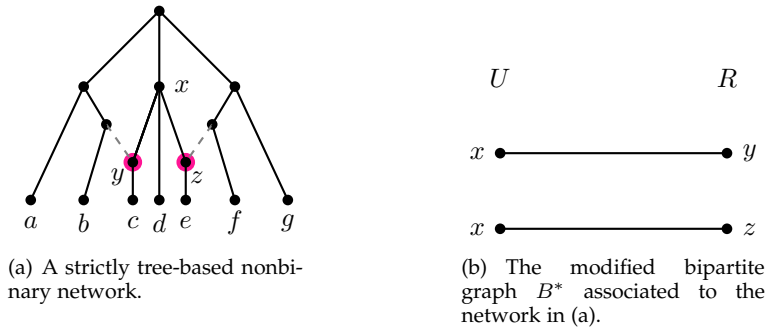 x
y
z
a
b
c
d
e
f
g
(a) A strictly tree-based nonbi-
nary network.
U
R
x
y
x
z
(b) The modified bipartite
graph B* associated to the
network in (a).